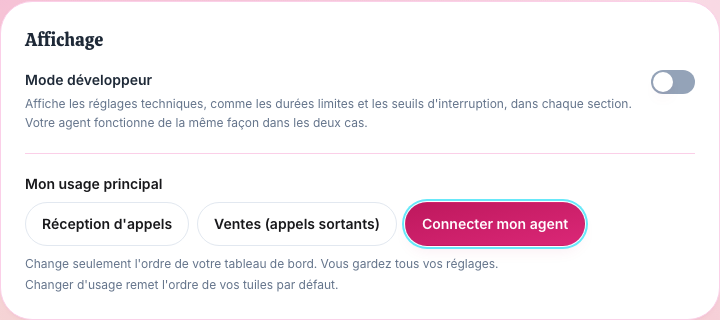 Affichage
Mode développeur
Affiche les réglages techniques, comme les durées limites et les seuils d'interruption, dans chaque section.
Votre agent fonctionne de la même façon dans les deux cas.
Mon usage principal
Réception d'appels
Ventes (appels sortants)
Connecter mon agent
Change seulement l'ordre de votre tableau de bord. Vous gardez tous vos réglages.
Changer d'usage remet l'ordre de vos tuiles par défaut.